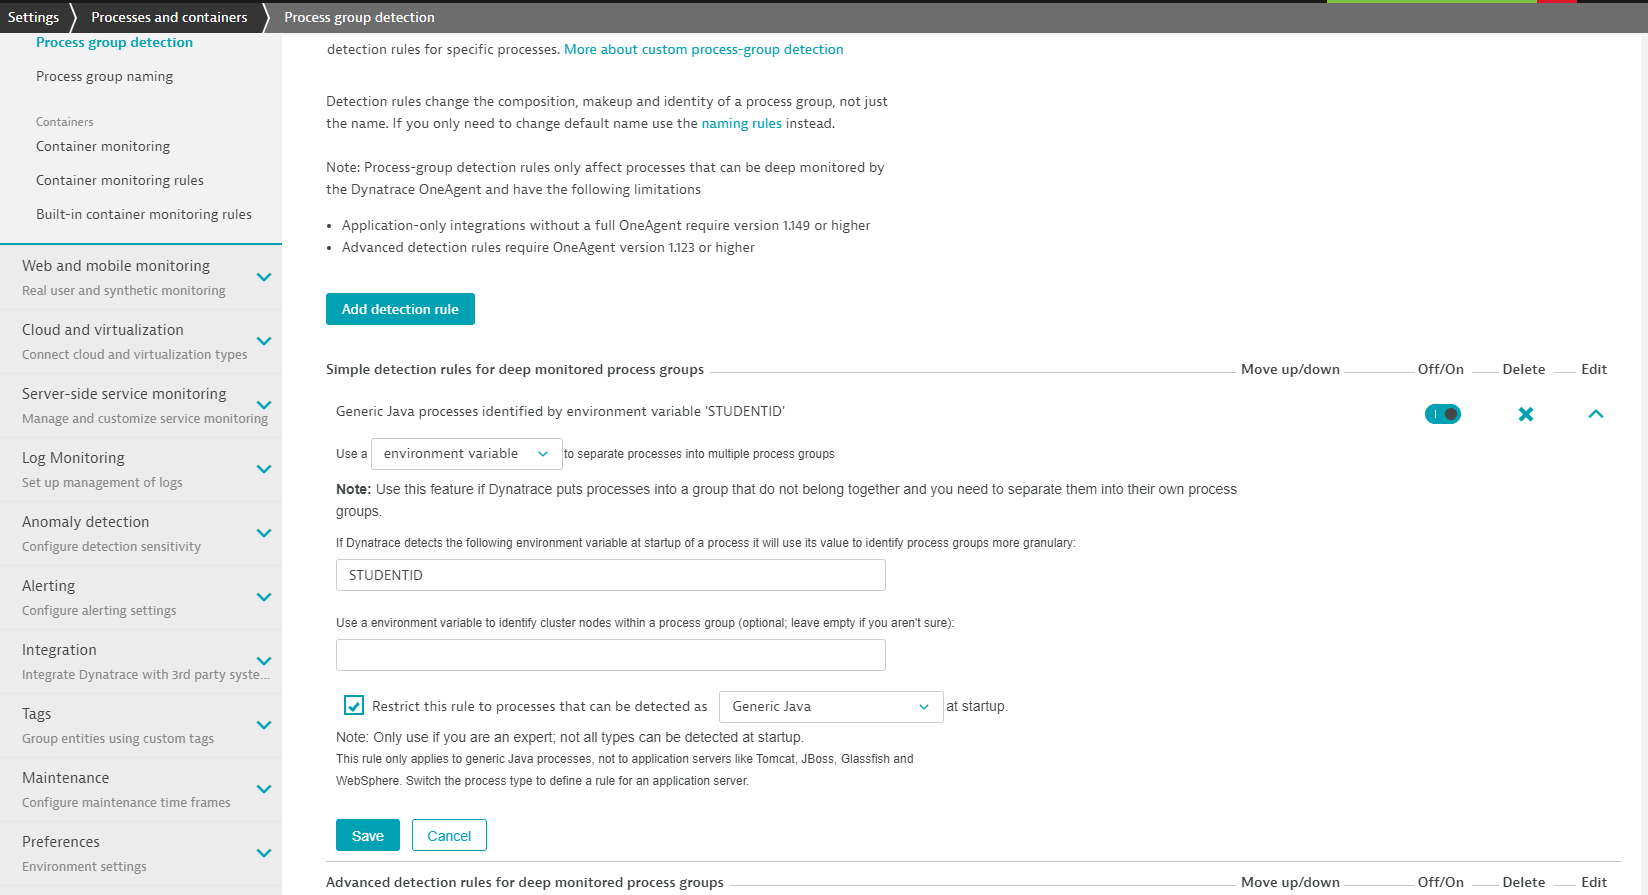 Settings Processes and containers Process group detection
Process group detection
Process group naming
Containers
Container monitoring
Container monitoring rules
Built-in container monitoring rules
Web and mobile monitoring
Real user and synthetic monitoring
Cloud and virtualization
Connect cloud and virtualization types
Server-side service monitoring
Manage and customize service monitoring
Log Monitoring
Set up management of logs
Anomaly detection
Configure detection sensitivity
Alerting
Configure alerting settings
Integration
Integrate Dynatrace with 3rd party syste...
Tags
Group entities using custom tags
Maintenance
Configure maintenance time frames
Preferences
Environment settings
detection rules for specific processes. More about custom process-group detection
Detection rules change the composition, makeup and identity of a process group, not just
the name. If you only need to change default name use the naming rules instead.
Note: Process-group detection rules only affect processes that can be deep monitored by
the Dynatrace OneAgent and have the following limitations
• Application-only integrations without a full OneAgent require version 1.149 or higher
• Advanced detection rules require OneAgent version 1.123 or higher
Add detection rule
Simple detection rules for deep monitored process groups Move up/down Off/On Delete Edit
Generic Java processes identified by environment variable 'STUDENTID'
Use a environment variable to separate processes into multiple process groups
Note: Use this feature if Dynatrace puts processes into a group that do not belong together and you need to separate them into their own process
groups.
If Dynatrace detects the following environment variable at startup of a process it will use its value to identify process groups more granulary:
STUDENTID
Use a environment variable to identify cluster nodes within a process group (optional; leave empty if you aren't sure):
Restrict this rule to processes that can be detected as Generic Java at startup.
Note: Only use if you are an expert; not all types can be detected at startup.
This rule only applies to generic Java processes, not to application servers like Tomcat, JBoss, Glassfish and
WebSphere. Switch the process type to define a rule for an application server.
Save Cancel
Advanced detection rules for deep monitored process groups Move up/down Off/On Delete Edit